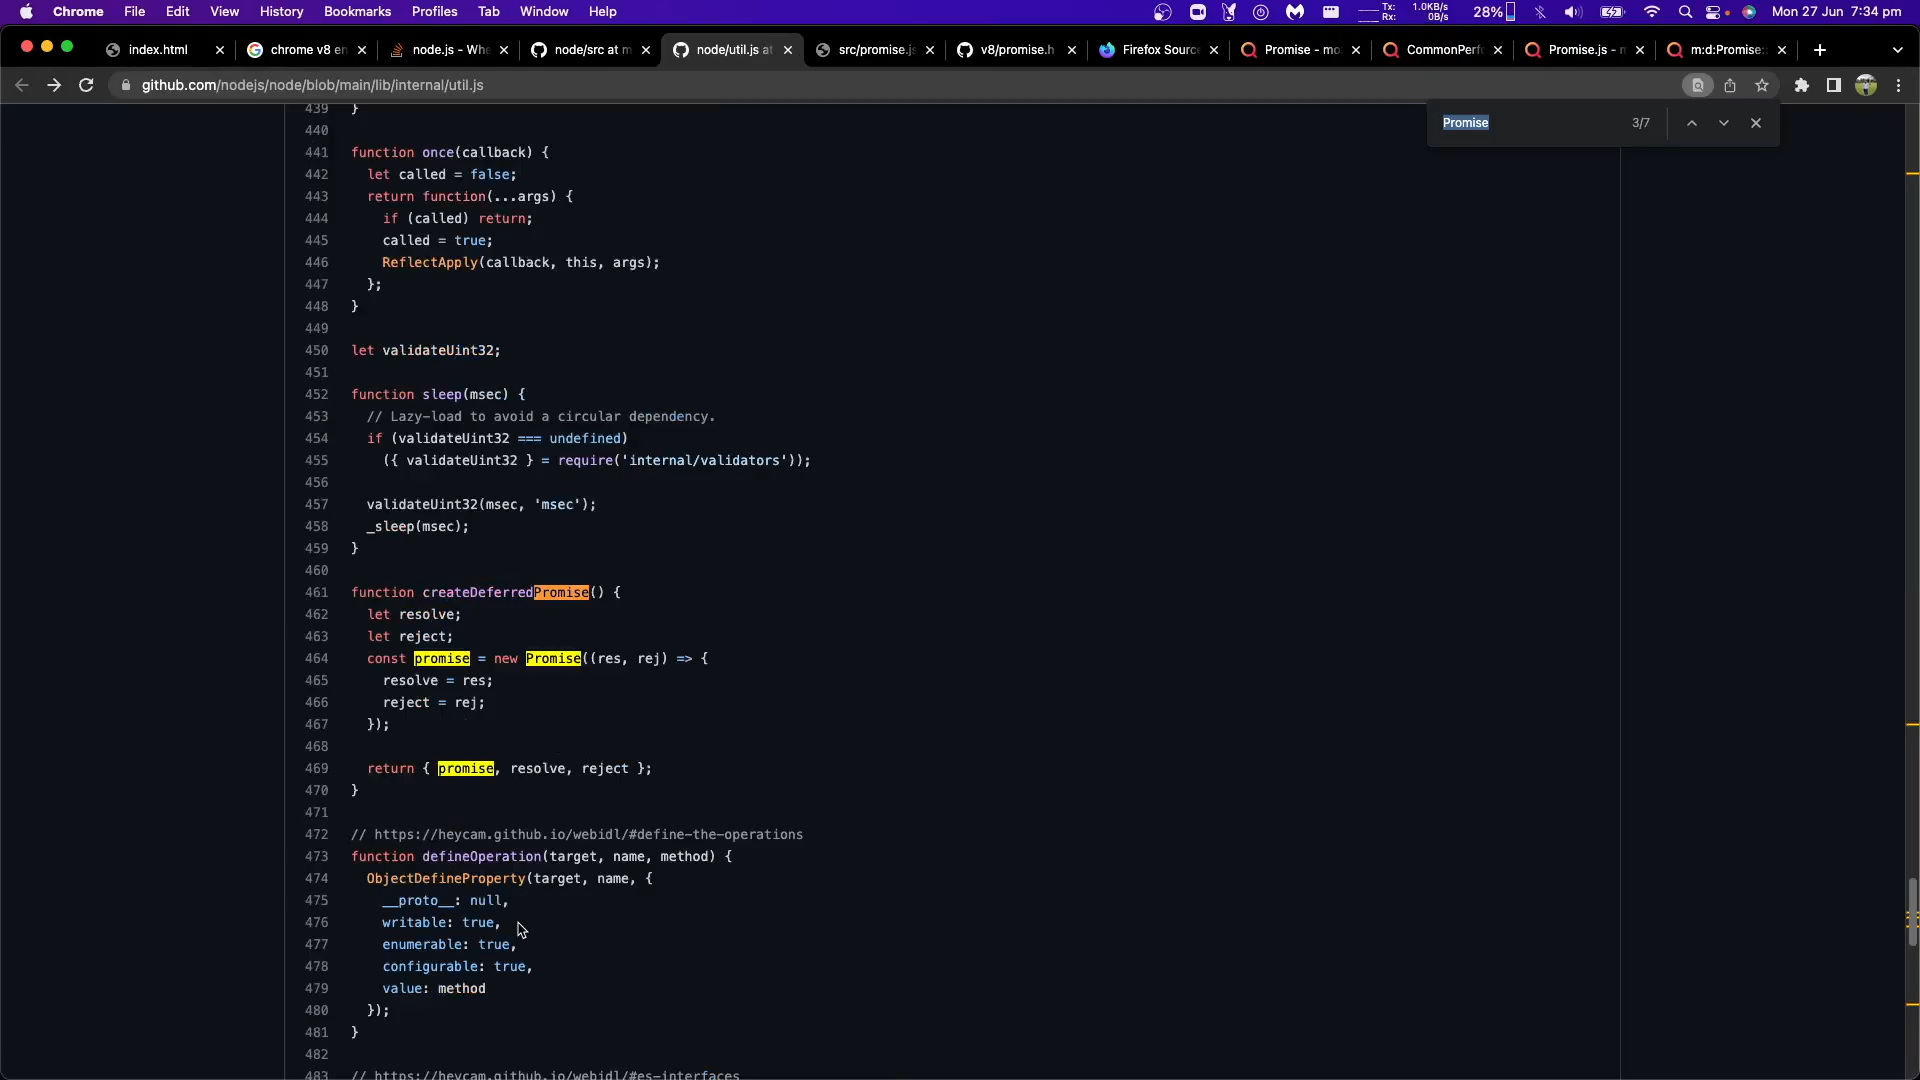 Chrome File Edit View History Bookmarks Profiles Tab Window Help Tx: Rx: 1.0KB/s 0B/s 28% Mon 27 Jun 7:34 pm
index.html chrome v8 en node.js - Whe node/src at m node/util.js at src/promise.js v8/promise.h Firefox Source Promise - mo CommonPerf Promise.js - m m:d:Promise:
github.com/nodejs/node/blob/main/lib/internal/util.js
Promise 3/7
439 }
440
441 function once(callback) {
442 let called = false;
443 return function(...args) {
444 if (called) return;
445 called = true;
446 ReflectApply(callback, this, args);
447 };
448 }
449
450 let validateUint32;
451
452 function sleep(msec) {
453 // Lazy-load to avoid a circular dependency.
454 if (validateUint32 === undefined)
455 ({ validateUint32 } = require('internal/validators'));
456
457 validateUint32(msec, 'msec');
458 _sleep(msec);
459 }
460
461 function createDeferredPromise() {
462 let resolve;
463 let reject;
464 const promise = new Promise((res, rej) => {
465 resolve = res;
466 reject = rej;
467 });
468
469 return { promise, resolve, reject };
470 }
471
472 // https://heycam.github.io/webidl/#define-the-operations
473 function defineOperation(target, name, method) {
474 ObjectDefineProperty(target, name, {
475 __proto__: null,
476 writable: true,
477 enumerable: true,
478 configurable: true,
479 value: method
480 });
481 }
482
483 // https://heycam.github.io/webidl/#es-interfaces